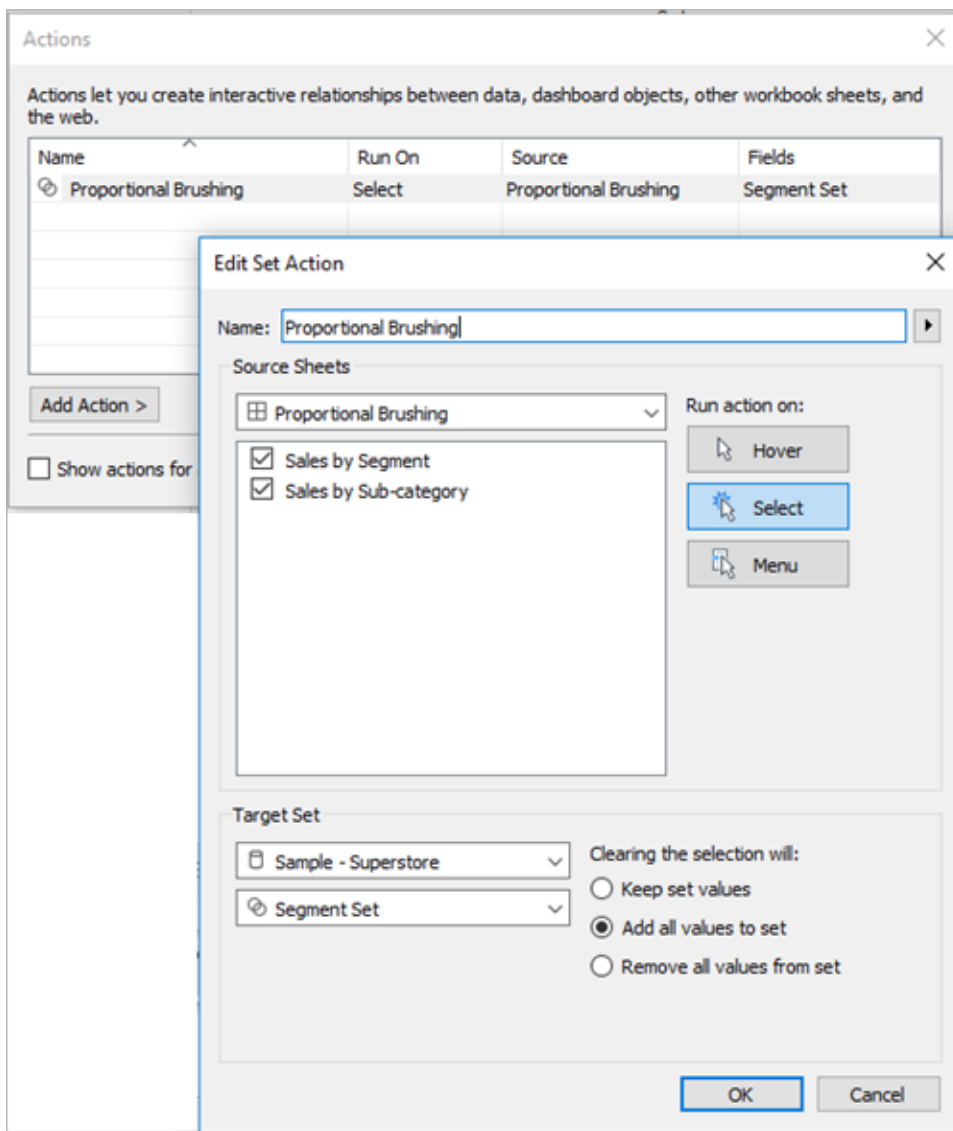 Actions
Actions let you create interactive relationships between data, dashboard objects, other workbook sheets, and
the web.
Name Run On Source Fields
Proportional Brushing Select Proportional Brushing Segment Set
Edit Set Action
Name: Proportional Brushing
Source Sheets
Add Action >
Proportional Brushing
Run action on:
Sales by Segment
Hover
Show actions for
Sales by Sub-category
Select
Menu
Target Set
Sample - Superstore
Clearing the selection will:
Keep set values
Segment Set
Add all values to set
Remove all values from set
OK Cancel